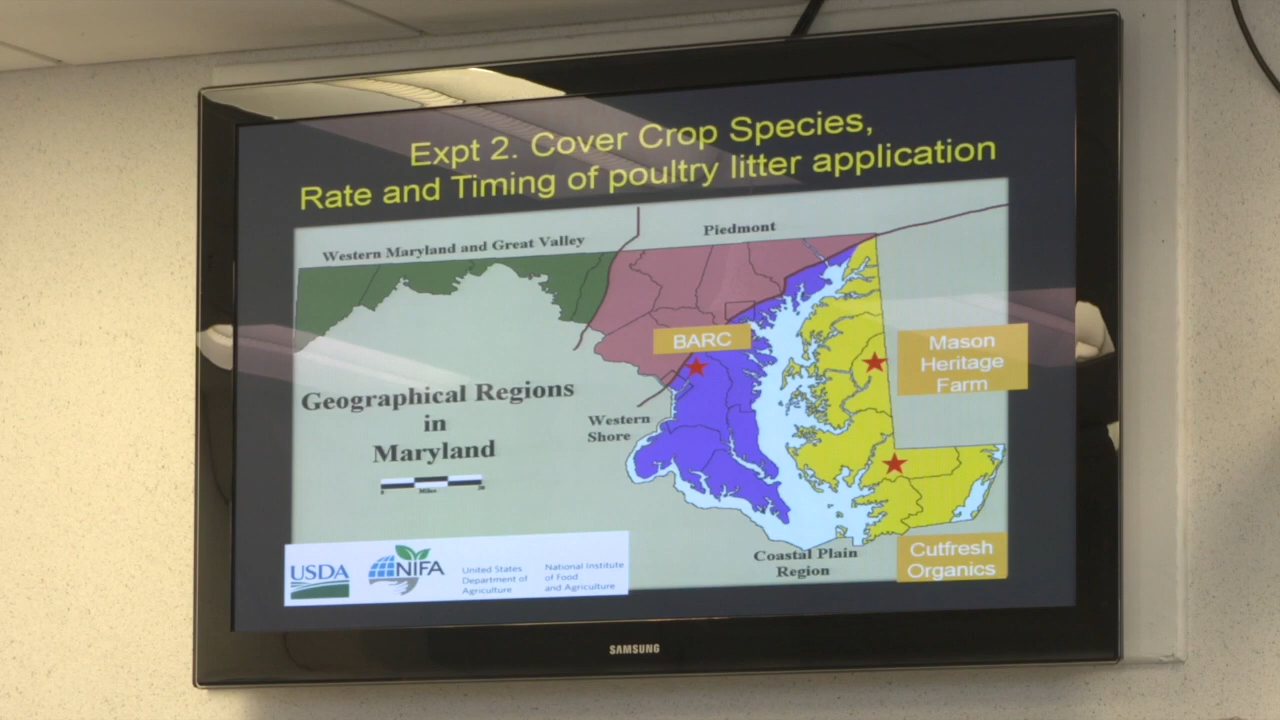 Expt 2. Cover Crop Species,
Rate and Timing of poultry litter application
Western Maryland and Great Valley
Piedmont
BARC
Mason
Heritage
Farm
Geographical Regions
in
Maryland
Western
Shore
Miles
Coastal Plain
Region
Cutfresh
Organics
USDA
NIFA
United States
Department of
Agriculture
National Institute
of Food
and Agriculture
SAMSUNG